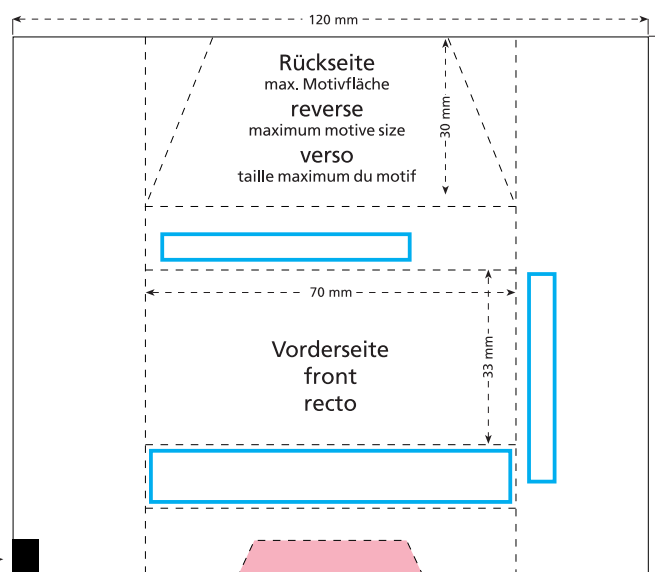 120 mm
Rückseite
max. Motivfläche
reverse
maximum motive size
verso
taille maximum du motif
30 mm
70 mm
Vorderseite
front
recto
33 mm